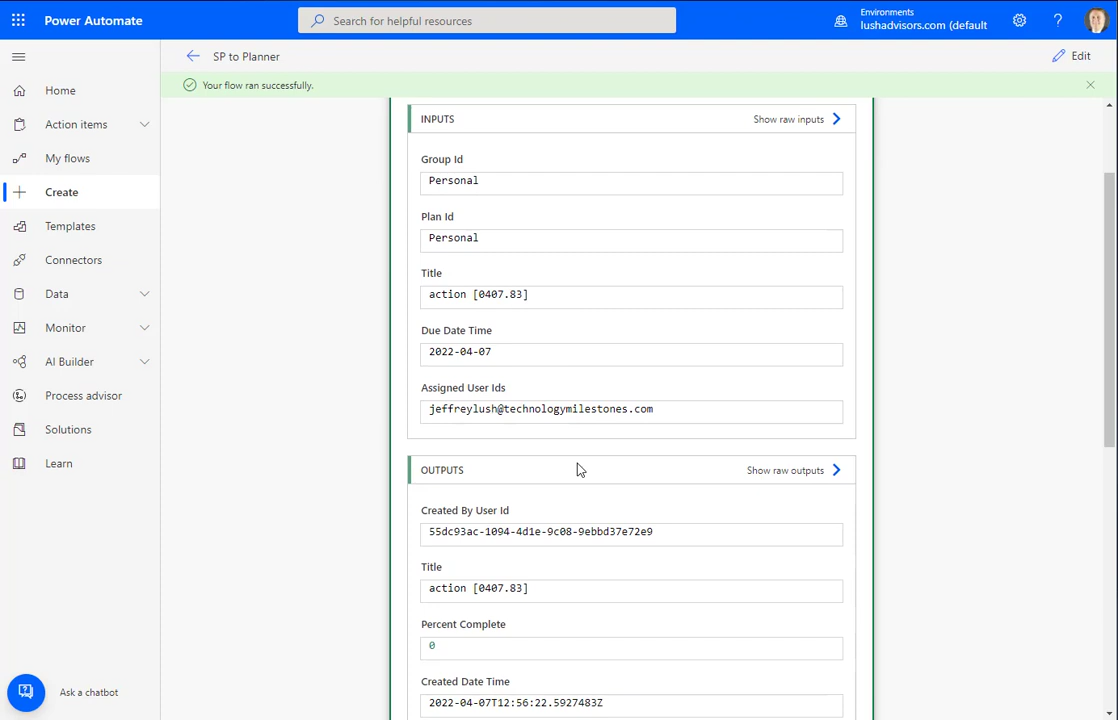 Power Automate
Search for helpful resources
Environments
lushadvisors.com (default
SP to Planner
Edit
Your flow ran successfully.
Home
Action items
My flows
Create
Templates
Connectors
Data
Monitor
AI Builder
Process advisor
Solutions
Learn
Ask a chatbot
INPUTS
Show raw inputs
Group Id
Personal
Plan Id
Personal
Title
action [0407.83]
Due Date Time
2022-04-07
Assigned User Ids
jeffreylush@technologymilestones.com
OUTPUTS
Show raw outputs
Created By User Id
55dc93ac-1094-4d1e-9c08-9ebbd37e72e9
Title
action [0407.83]
Percent Complete
0
Created Date Time
2022-04-07T12:56:22.5927483Z